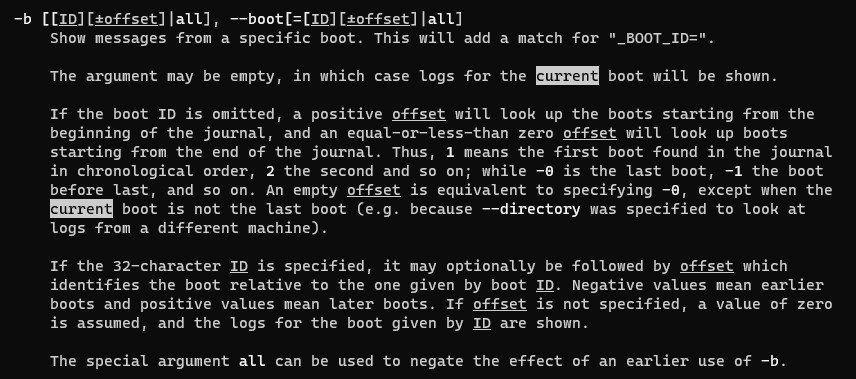 -b [[ID][±offset]|all], --boot[=[ID][±offset]|all]
Show messages from a specific boot. This will add a match for "_BOOT_ID=".
The argument may be empty, in which case logs for the current boot will be shown.
If the boot ID is omitted, a positive offset will look up the boots starting from the
beginning of the journal, and an equal-or-less-than zero offset will look up boots
starting from the end of the journal. Thus, 1 means the first boot found in the journal
in chronological order, 2 the second and so on; while -0 is the last boot, -1 the boot
before last, and so on. An empty offset is equivalent to specifying -0, except when the
current boot is not the last boot (e.g. because --directory was specified to look at
logs from a different machine).
If the 32-character ID is specified, it may optionally be followed by offset which
identifies the boot relative to the one given by boot ID. Negative values mean earlier
boots and positive values mean later boots. If offset is not specified, a value of zero
is assumed, and the logs for the boot given by ID are shown.
The special argument all can be used to negate the effect of an earlier use of -b.